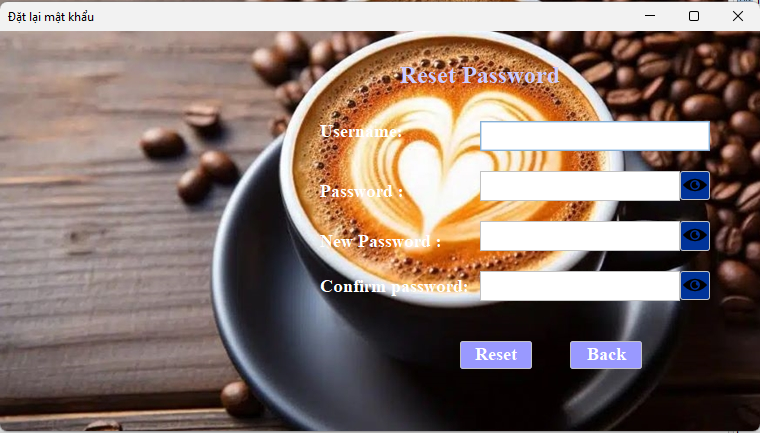 Đặt lại mật khẩu
Reset Password
Username:
Password :
New Password :
Confirm password:
Reset Back